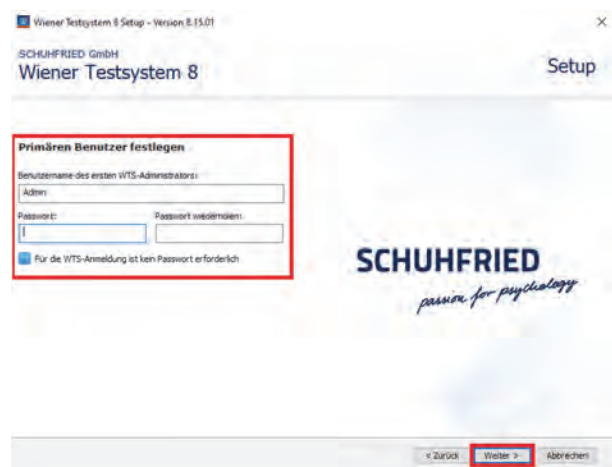 Wiener Testsystem 8 Setup - Version 8.15.01
SCHUHFRIED GmbH
Wiener Testsystem 8
Setup
Primären Benutzer festlegen
Benutzername des ersten WTS-Administrators:
Admin
Passwort: Passwort wiederholen:
Für die WTS-Anmeldung ist kein Passwort erforderlich
SCHUHFRIED
passion for psychology
< Zurück Weiter > Abbrechen